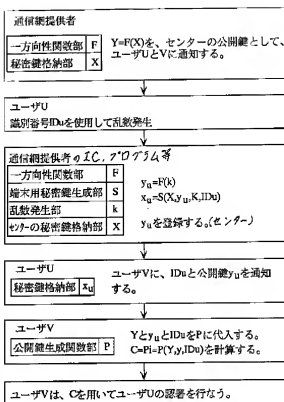 通信網提供者
一方向性関数部 F
秘密鍵格納部 X
Y=F(X)を、センターの公開鍵として、
ユーザUとVに通知する。
ユーザU
識別番号IDuを使用して乱数発生
通信網提供者のIC,プログラム等
一方向性関数部 F
端末用秘密鍵生成部 S
乱数発生部 k
センターの秘密鍵格納部 X
yu=F(k)
xu=S(X,yu,K,IDu)
yuを登録する。(センター)
ユーザU
秘密鍵格納部 xu
ユーザVに、IDuと公開鍵yuを通知
する。
ユーザV
公開鍵生成関数部 P
YとyuとIDuをPに代入する。
C=Pi=P(Y,y,IDu)を計算する。
ユーザVは、Cを用いてユーザUの認署を行なう。